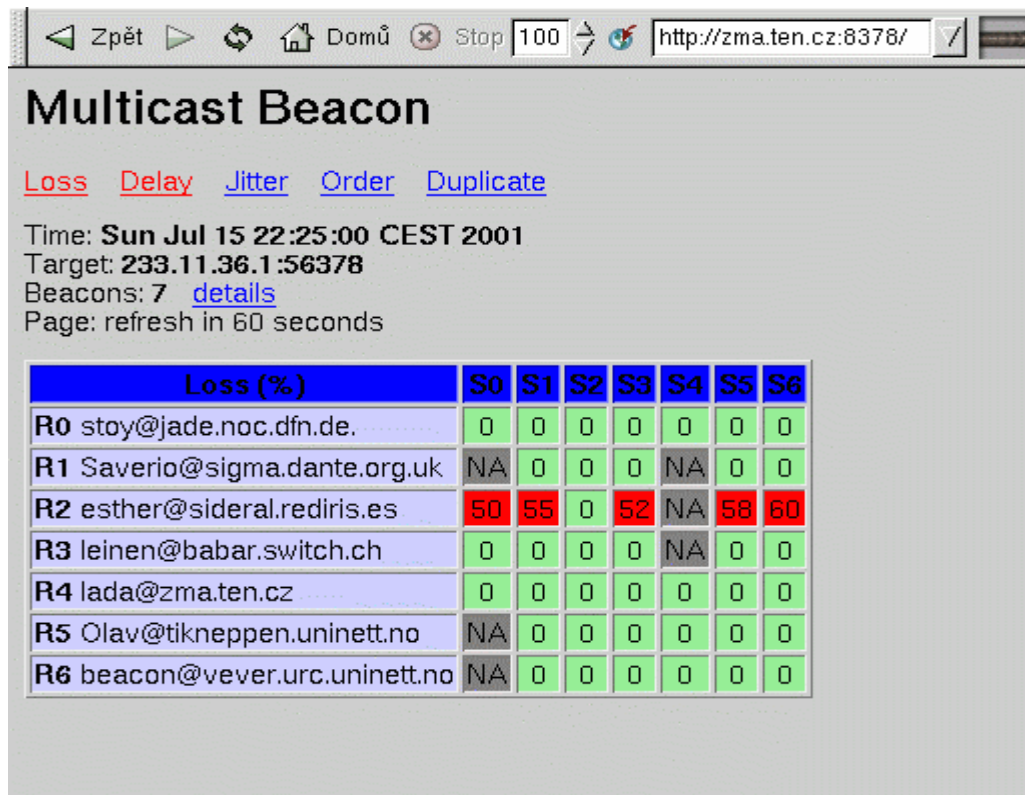 Zpět Domů Stop 100 http://zma.ten.cz:8378/
Multicast Beacon
Loss Delay Jitter Order Duplicate
Time: Sun Jul 15 22:25:00 CEST 2001
Target: 233.11.36.1:56378
Beacons: 7 details
Page: refresh in 60 seconds
Loss (%) S0 S1 S2 S3 S4 S5 S6
R0 stoy@jade.noc.dfn.de. 0 0 0 0 0 0 0
R1 Saverio@sigma.dante.org.uk NA 0 0 0 NA 0 0
R2 esther@sideral.rediris.es 50 55 0 52 NA 58 60
R3 leinen@babar.switch.ch 0 0 0 0 NA 0 0
R4 lada@zma.ten.cz 0 0 0 0 0 0 0
R5 Olav@tikneppen.uninett.no NA 0 0 0 0 0 0
R6 beacon@vever.urc.uninett.no NA 0 0 0 0 0 0